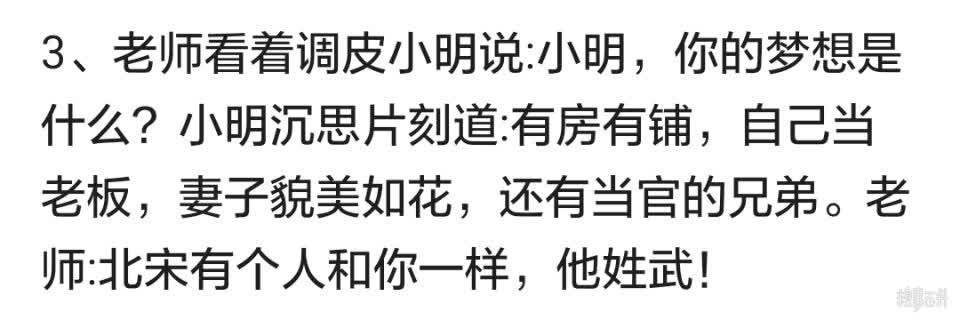 3、老师看着调皮小明说:小明，你的梦想是
什么？小明沉思片刻道:有房有铺，自己当
老板，妻子貌美如花，还有当官的兄弟。老
师:北宋有个人和你一样，他姓武！